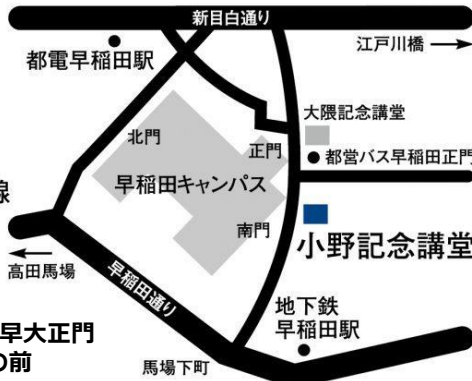 新目白通り
都電早稲田駅
江戸川橋
大隈記念講堂
北門
正門
都営バス早稲田正門
早稲田キャンパス
線
南門
小野記念講堂
高田馬場
早稲田通り
地下鉄
早稲田駅
早大正門
の前
馬場下町